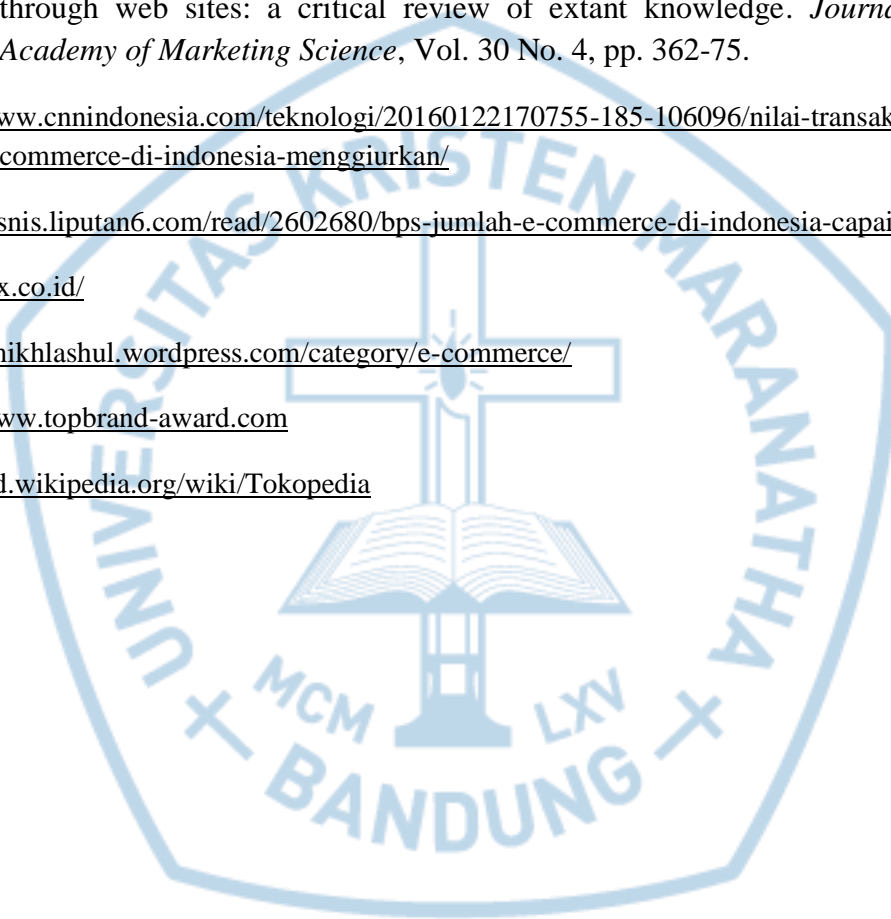 through web sites: a critical review of extant knowledge. Journa
Academy of Marketing Science, Vol. 30 No. 4, pp. 362-75.
ww.cnnindonesia.com/teknologi/20160122170755-185-106096/nilai-transak
commerce-di-indonesia-menggiurkan/
snis.liputan6.com/read/2602680/bps-jumlah-e-commerce-di-indonesia-capai
x.co.id/
nikhlashul.wordpress.com/category/e-commerce/
ww.topbrand-award.com
d.wikipedia.org/wiki/Tokopedia
UNIVERSITAS KRISTEN MARANATHA
MCM LXV
BANDUNG